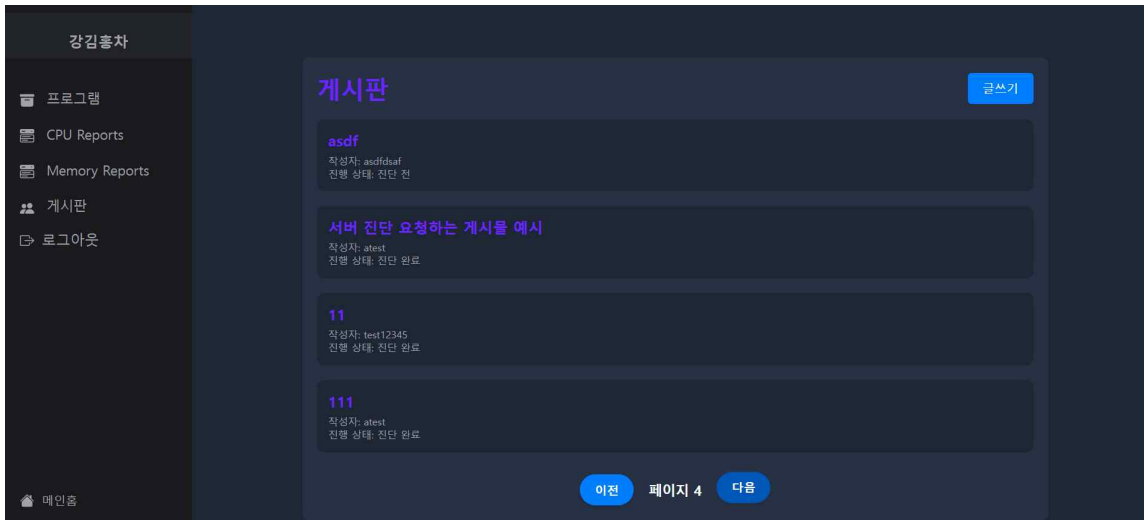 강김홍차
프로그램
CPU Reports
Memory Reports
게시판
로그아웃
메인홈
게시판
글쓰기
asdf
작성자: asdfdsaf
진행 상태: 진단 전
서버 진단 요청하는 게시물 예시
작성자: atest
진행 상태: 진단 완료
11
작성자: test12345
진행 상태: 진단 완료
111
작성자: atest
진행 상태: 진단 완료
이전 페이지 4 다음